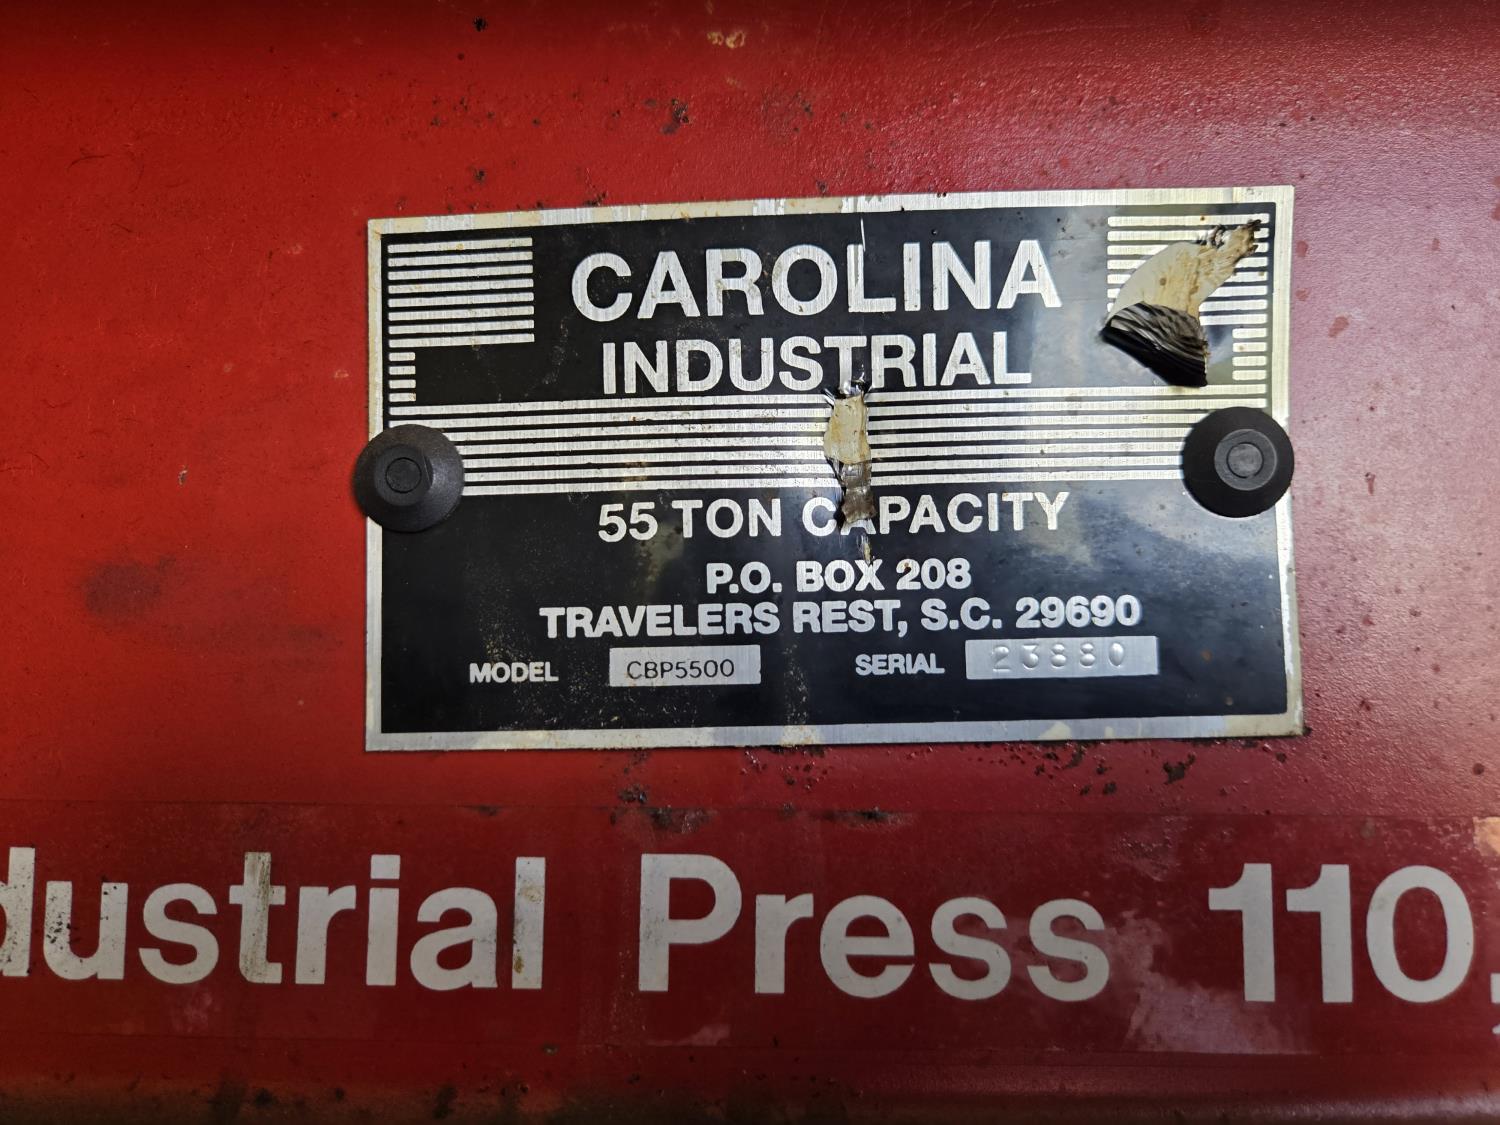 CAROLINA
INDUSTRIAL
55 TON CAPACITY
P.O. BOX 208
TRAVELERS REST, S.C. 29690
MODEL CBP5500 SERIAL 23880
dustrial Press 110,